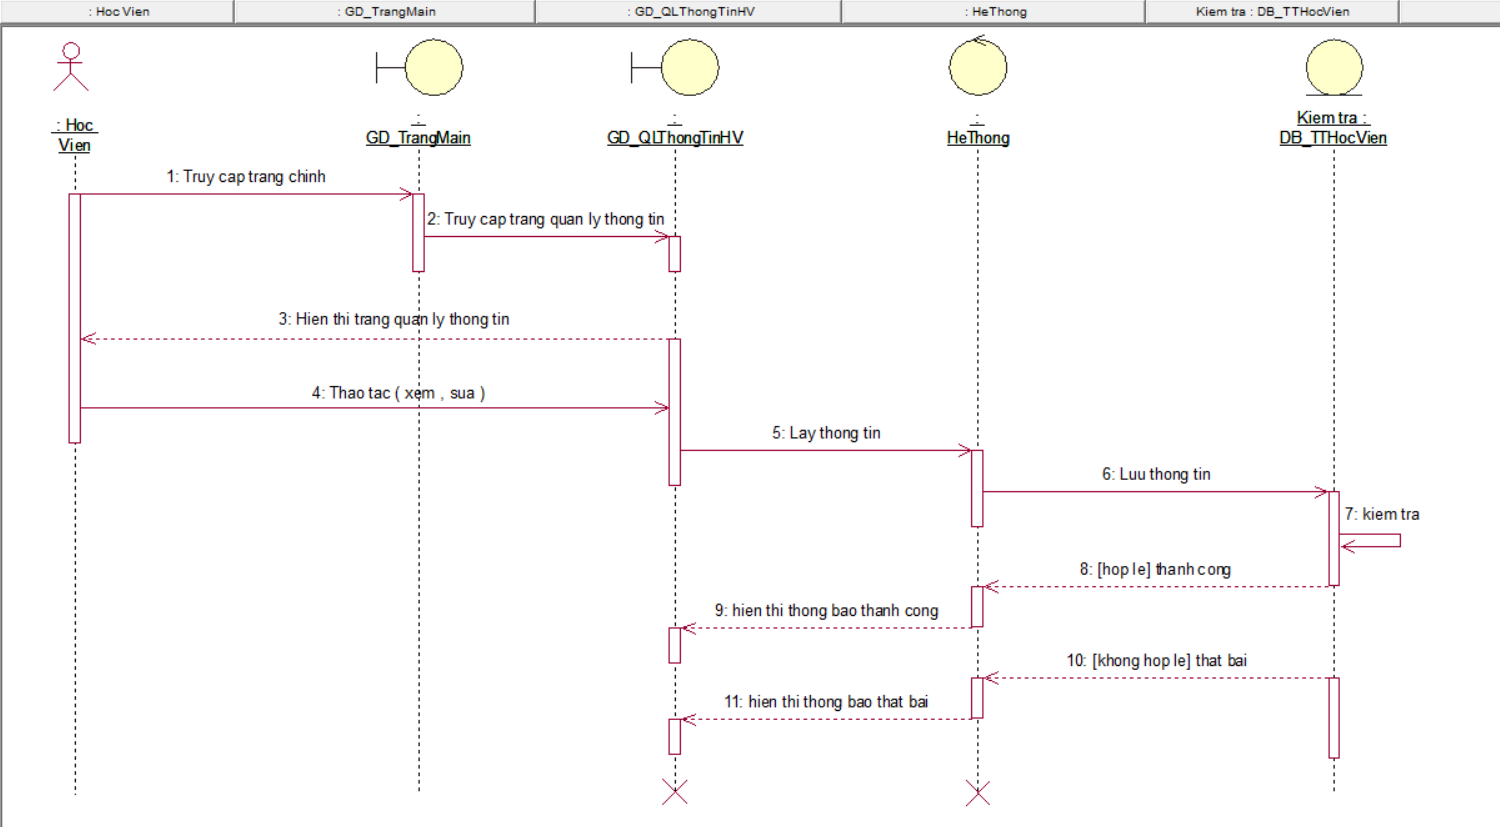 : Hoc Vien
: GD_TrangMain
: GD_QLThongTinHV
: HeThong
Kiem tra : DB_TTHocVien
: Hoc
Vien
:
GD_TrangMain
:
GD_QLThongTinHV
:
HeThong
Kiem tra :
DB_TTHocVien
1: Truy cap trang chinh
2: Truy cap trang quan ly thong tin
3: Hien thi trang quan ly thong tin
4: Thao tac ( xem , sua )
5: Lay thong tin
6: Luu thong tin
7: kiem tra
8: [hop le] thanh cong
9: hien thi thong bao thanh cong
10: [khong hop le] that bai
11: hien thi thong bao that bai